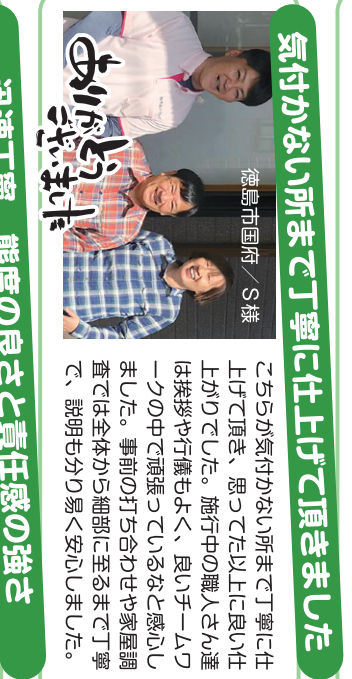 気付かない所まで丁寧に仕上げて頂きました
徳島市国府／S様
ありがとう
ございました
こちらが気付かない所まで丁寧に仕
上げて頂き、思ってた以上に良い仕
上がりでした。施行中の職人さん達
は挨拶や行儀もよく、良いチームワ
ークの中で頑張っているなと感心し
ました。事前の打ち合わせや家屋調
査では全体から細部に至るまで丁寧
で、説明も分り易く安心しました。
丁寧 態度の良さと責任感の強さ